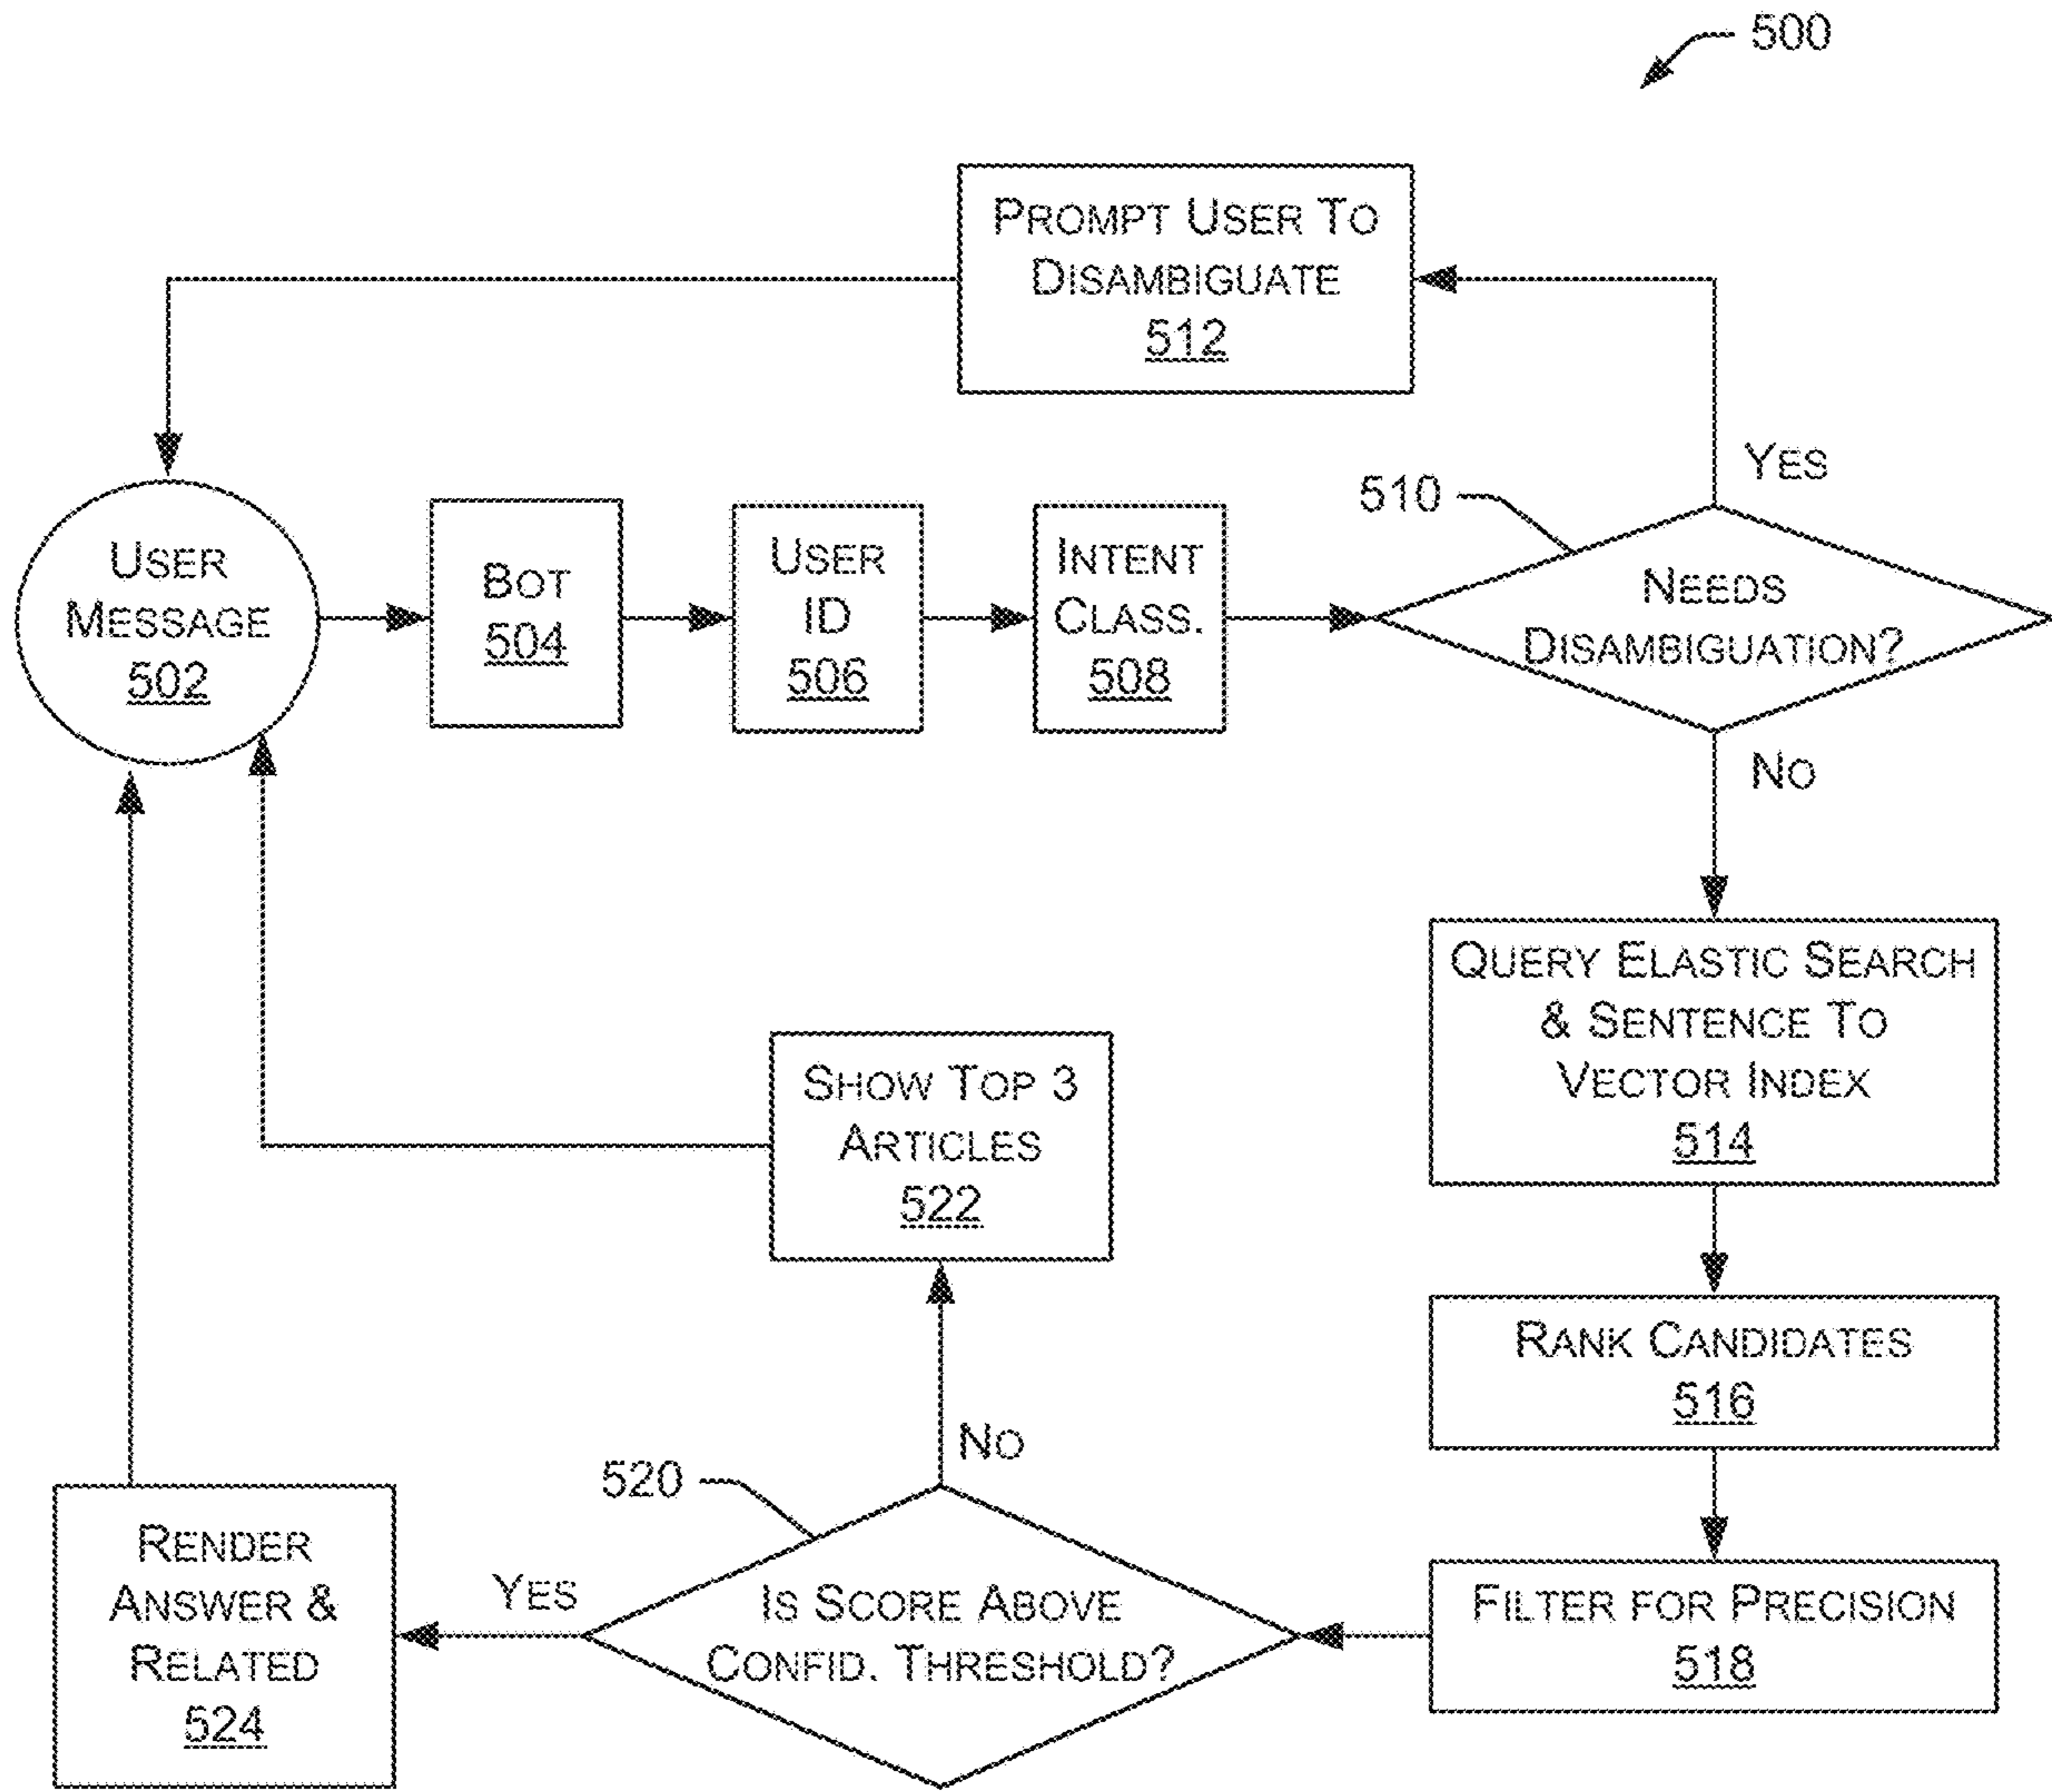 500
PROMPT USER TO
DISAMBIGUATE
512
YES
510
USER
MESSAGE
502
BOT
504
USER
ID
506
INTENT
CLASS.
508
NEEDS
DISAMBIGUATION?
NO
QUERY ELASTIC SEARCH
& SENTENCE TO
VECTOR INDEX
514
SHOW TOP 3
ARTICLES
522
RANK CANDIDATES
516
NO
520
RENDER
ANSWER &
RELATED
524
YES
IS SCORE ABOVE
CONFID. THRESHOLD?
FILTER FOR PRECISION
518